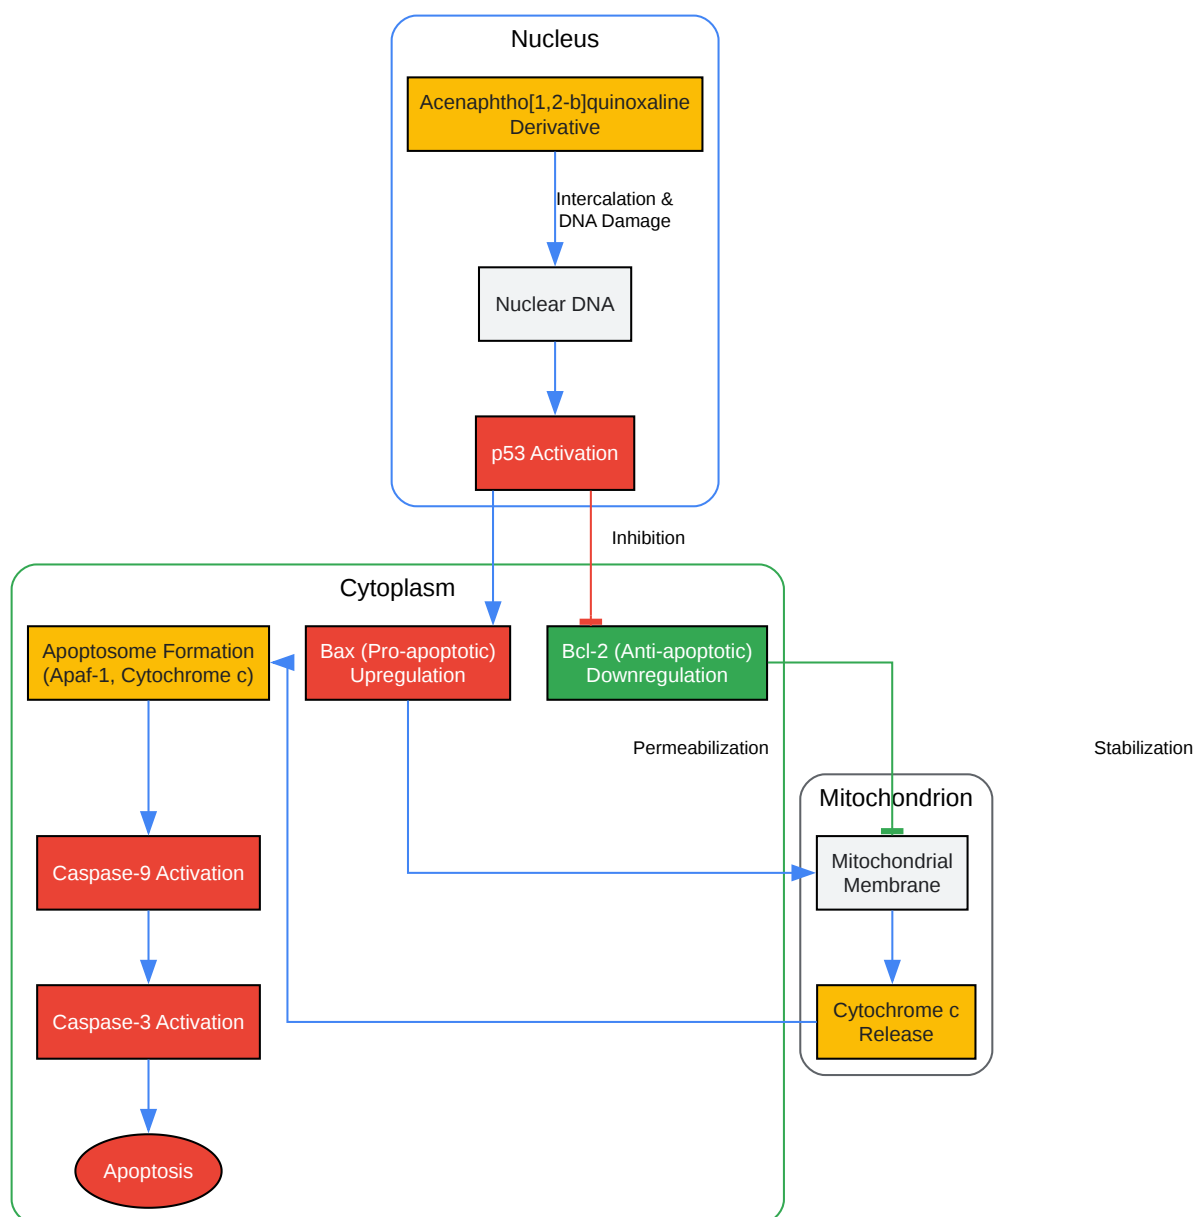 Nucleus
Acenaphtho[1,2-b]quinoxaline
Derivative
Intercalation &
DNA Damage
Nuclear DNA
p53 Activation
Inhibition
Cytoplasm
Apoptosome Formation
(Apaf-1, Cytochrome c)
Bax (Pro-apoptotic)
Upregulation
Bcl-2 (Anti-apoptotic)
Downregulation
Permeabilization
Stabilization
Mitochondrion
Mitochondrial
Membrane
Caspase-9 Activation
Caspase-3 Activation
Cytochrome c
Release
Apoptosis